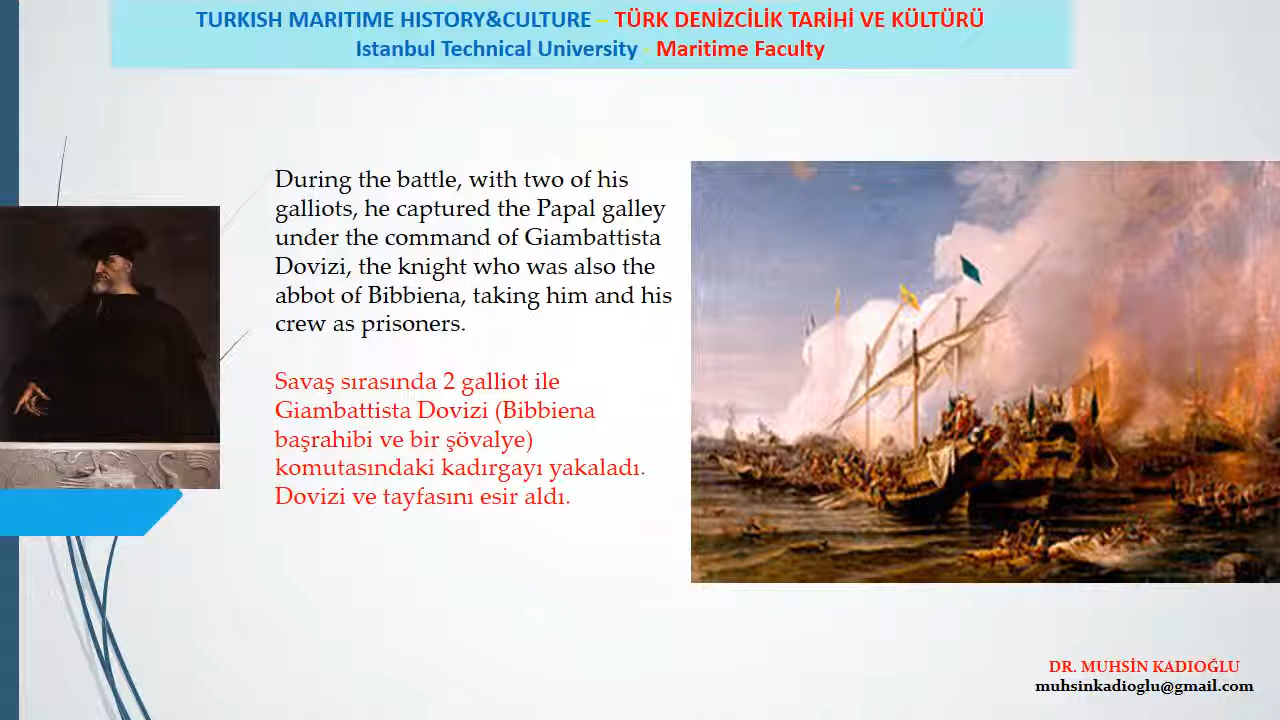 TURKISH MARITIME HISTORY&CULTURE – TÜRK DENİZCİLİK TARİHİ VE KÜLTÜRÜ
Istanbul Technical University - Maritime Faculty
During the battle, with two of his
galliots, he captured the Papal galley
under the command of Giambattista
Dovizi, the knight who was also the
abbot of Bibbiena, taking him and his
crew as prisoners.
Savaş sırasında 2 galliot ile
Giambattista Dovizi (Bibbiena
başrahibi ve bir şövalye)
komutasındaki kadırgayı yakaladı.
Dovizi ve tayfasını esir aldı.
DR. MUHSİN KADIOĞLU
muhsinkadioglu@gmail.com